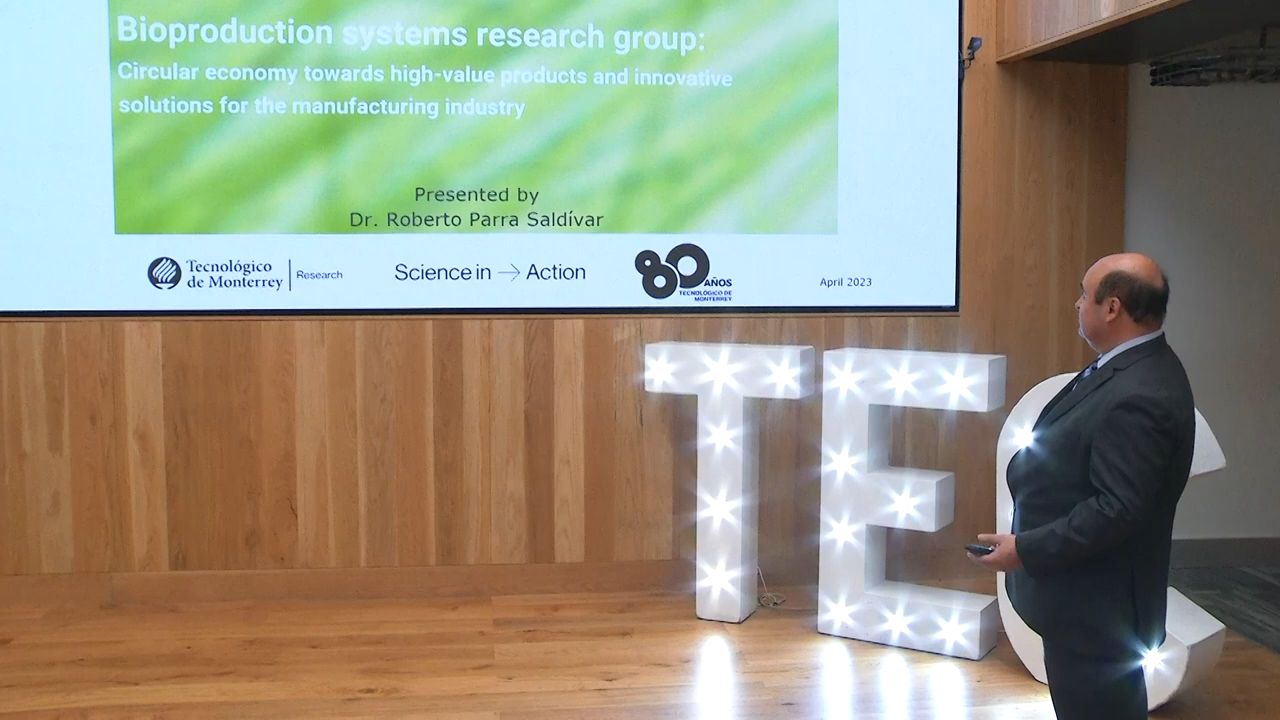 Bioproduction systems research group:
Circular economy towards high-value products and innovative
solutions for the manufacturing industry
Presented by
Dr. Roberto Parra Saldívar
Tecnológico
de Monterrey
Research
Science in → Action
80 AÑOS
TECNOLÓGICO DE
MONTERREY
April 2023
TEC